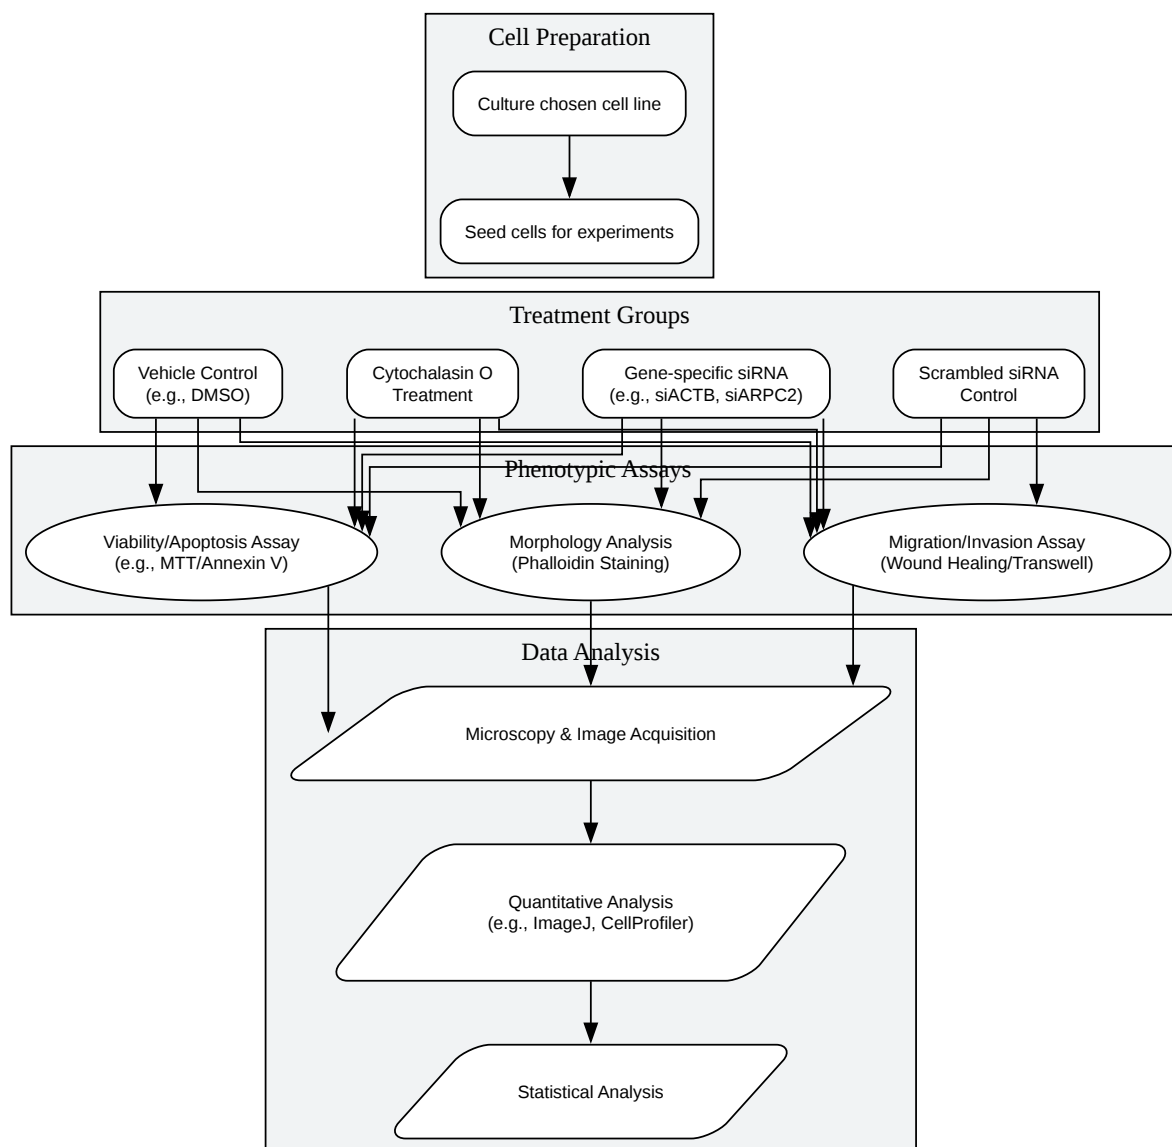 Cell Preparation
Culture chosen cell line
Seed cells for experiments
Treatment Groups
Vehicle Control
(e.g., DMSO)
Cytochalasin O
Treatment
Gene-specific siRNA
(e.g., siACTB, siARPC2)
Scrambled siRNA
Control
Phenotypic Assays
Viability/Apoptosis Assay
(e.g., MTT/Annexin V)
Morphology Analysis
(Phalloidin Staining)
Migration/Invasion Assay
(Wound Healing/Transwell)
Data Analysis
Microscopy & Image Acquisition
Quantitative Analysis
(e.g., ImageJ, CellProfiler)
Statistical Analysis